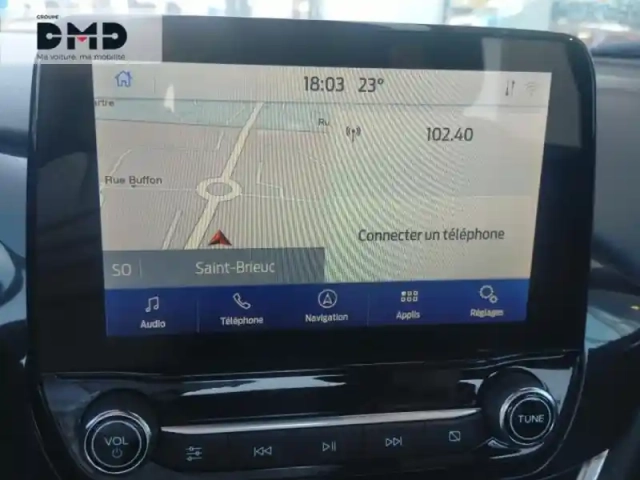 GROUPE
DMD
Ma voiture, ma mobilité
18:03 23°
Ru
102.40
Rue Buffon
Connecter un téléphone
SO Saint-Brieuc
Audio Téléphone Navigation Applis Réglages
VOL
TUNE